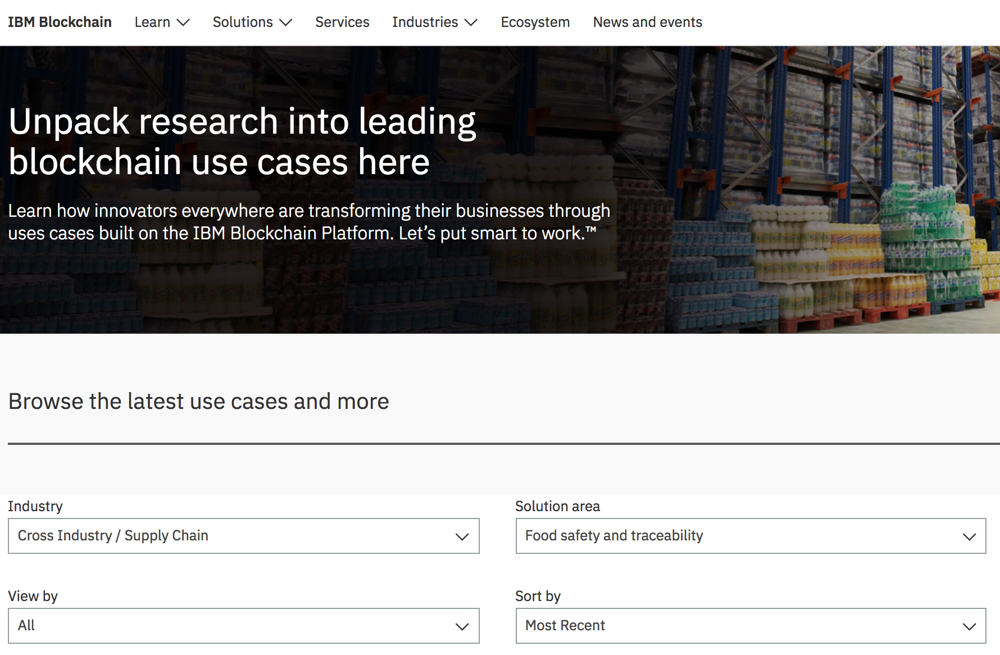 IBM Blockchain Learn Solutions Services Industries Ecosystem News and events
Unpack research into leading
blockchain use cases here
Learn how innovators everywhere are transforming their businesses through
uses cases built on the IBM Blockchain Platform. Let’s put smart to work.™
Browse the latest use cases and more
Industry
Cross Industry / Supply Chain
Solution area
Food safety and traceability
View by
All
Sort by
Most Recent